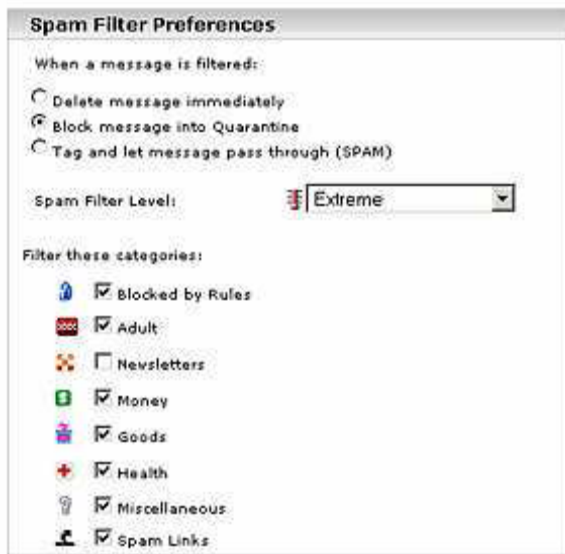 Spam Filter Preferences
When a message is filtered:
Delete message immediately
Block message into Quarantine
Tag and let message pass through (SPAM)
Spam Filter Level: Extreme
Filter these categories:
Blocked by Rules
Adult
Newsletters
Money
Goods
Health
Miscellaneous
Spam Links